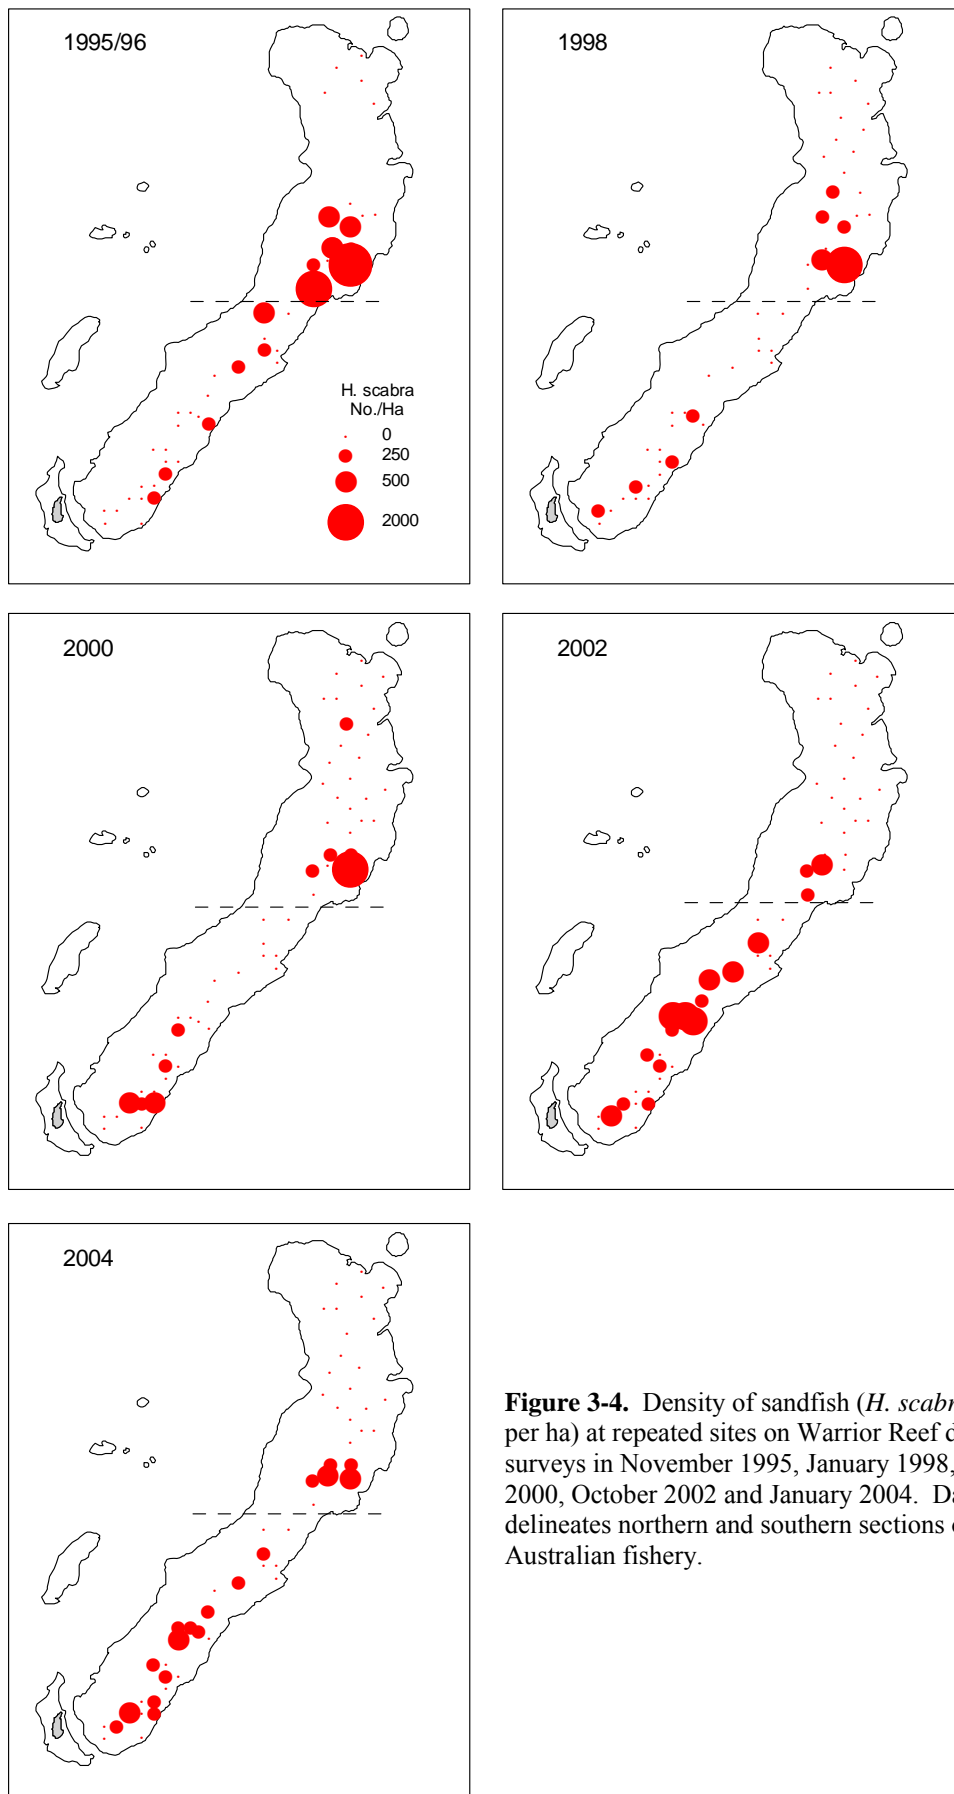 1995/96
H. scabra
No./Ha
0
250
500
2000
1998
2000
2002
2004
Figure 3-4. Density of sandfish (H. scabr
per ha) at repeated sites on Warrior Reef d
surveys in November 1995, January 1998,
2000, October 2002 and January 2004. Da
delineates northern and southern sections
Australian fishery.